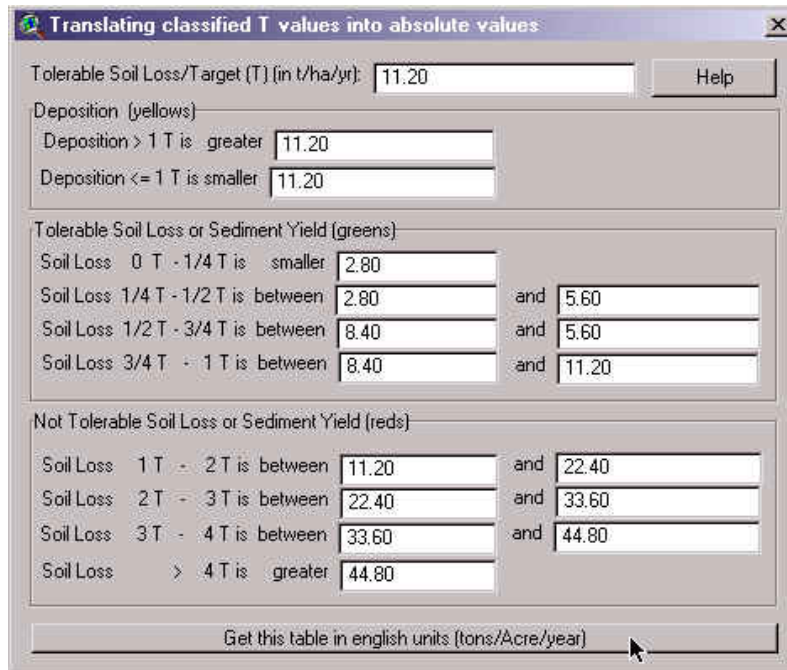 Translating classified T values into absolute values
Tolerable Soil Loss/Target (T) (in t/ha/yr): 11.20 Help
Deposition (yellows)
Deposition > 1 T is greater 11.20
Deposition <= 1 T is smaller 11.20
Tolerable Soil Loss or Sediment Yield (greens)
Soil Loss 0 T - 1/4 T is smaller 2.80
Soil Loss 1/4 T - 1/2 T is between 2.80 and 5.60
Soil Loss 1/2 T - 3/4 T is between 8.40 and 5.60
Soil Loss 3/4 T - 1 T is between 8.40 and 11.20
Not Tolerable Soil Loss or Sediment Yield (reds)
Soil Loss 1 T - 2 T is between 11.20 and 22.40
Soil Loss 2 T - 3 T is between 22.40 and 33.60
Soil Loss 3 T - 4 T is between 33.60 and 44.80
Soil Loss > 4 T is greater 44.80
Get this table in english units (tons/Acre/year)